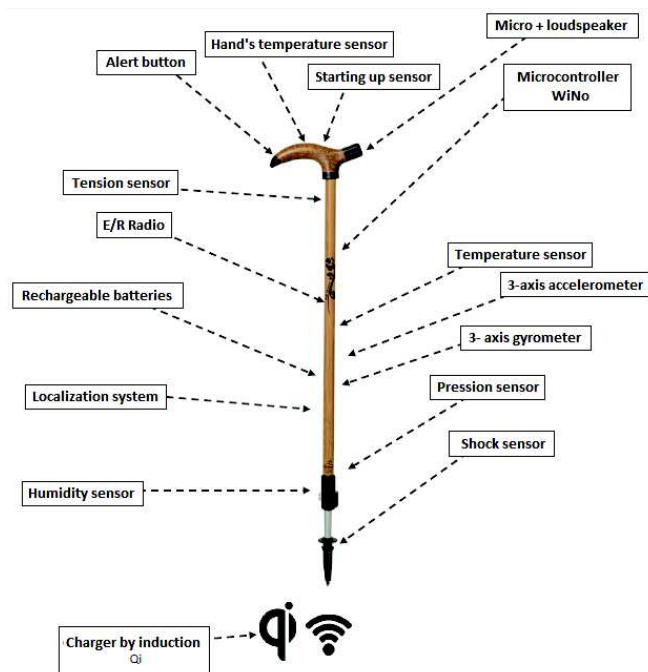 Micro + loudspeaker
Hand's temperature sensor
Alert button
Starting up sensor
Microcontroller
WiNo
Tension sensor
E/R Radio
Temperature sensor
Rechargeable batteries
3-axis accelerometer
3- axis gyrometer
Localization system
Pression sensor
Shock sensor
Humidity sensor
Charger by induction
Qi
qi